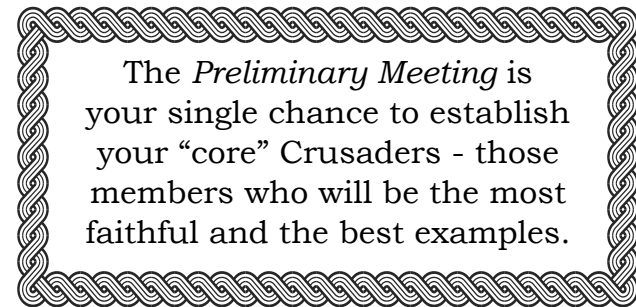 The Preliminary Meeting is
your single chance to establish
your “core” Crusaders - those
members who will be the most
faithful and the best examples.